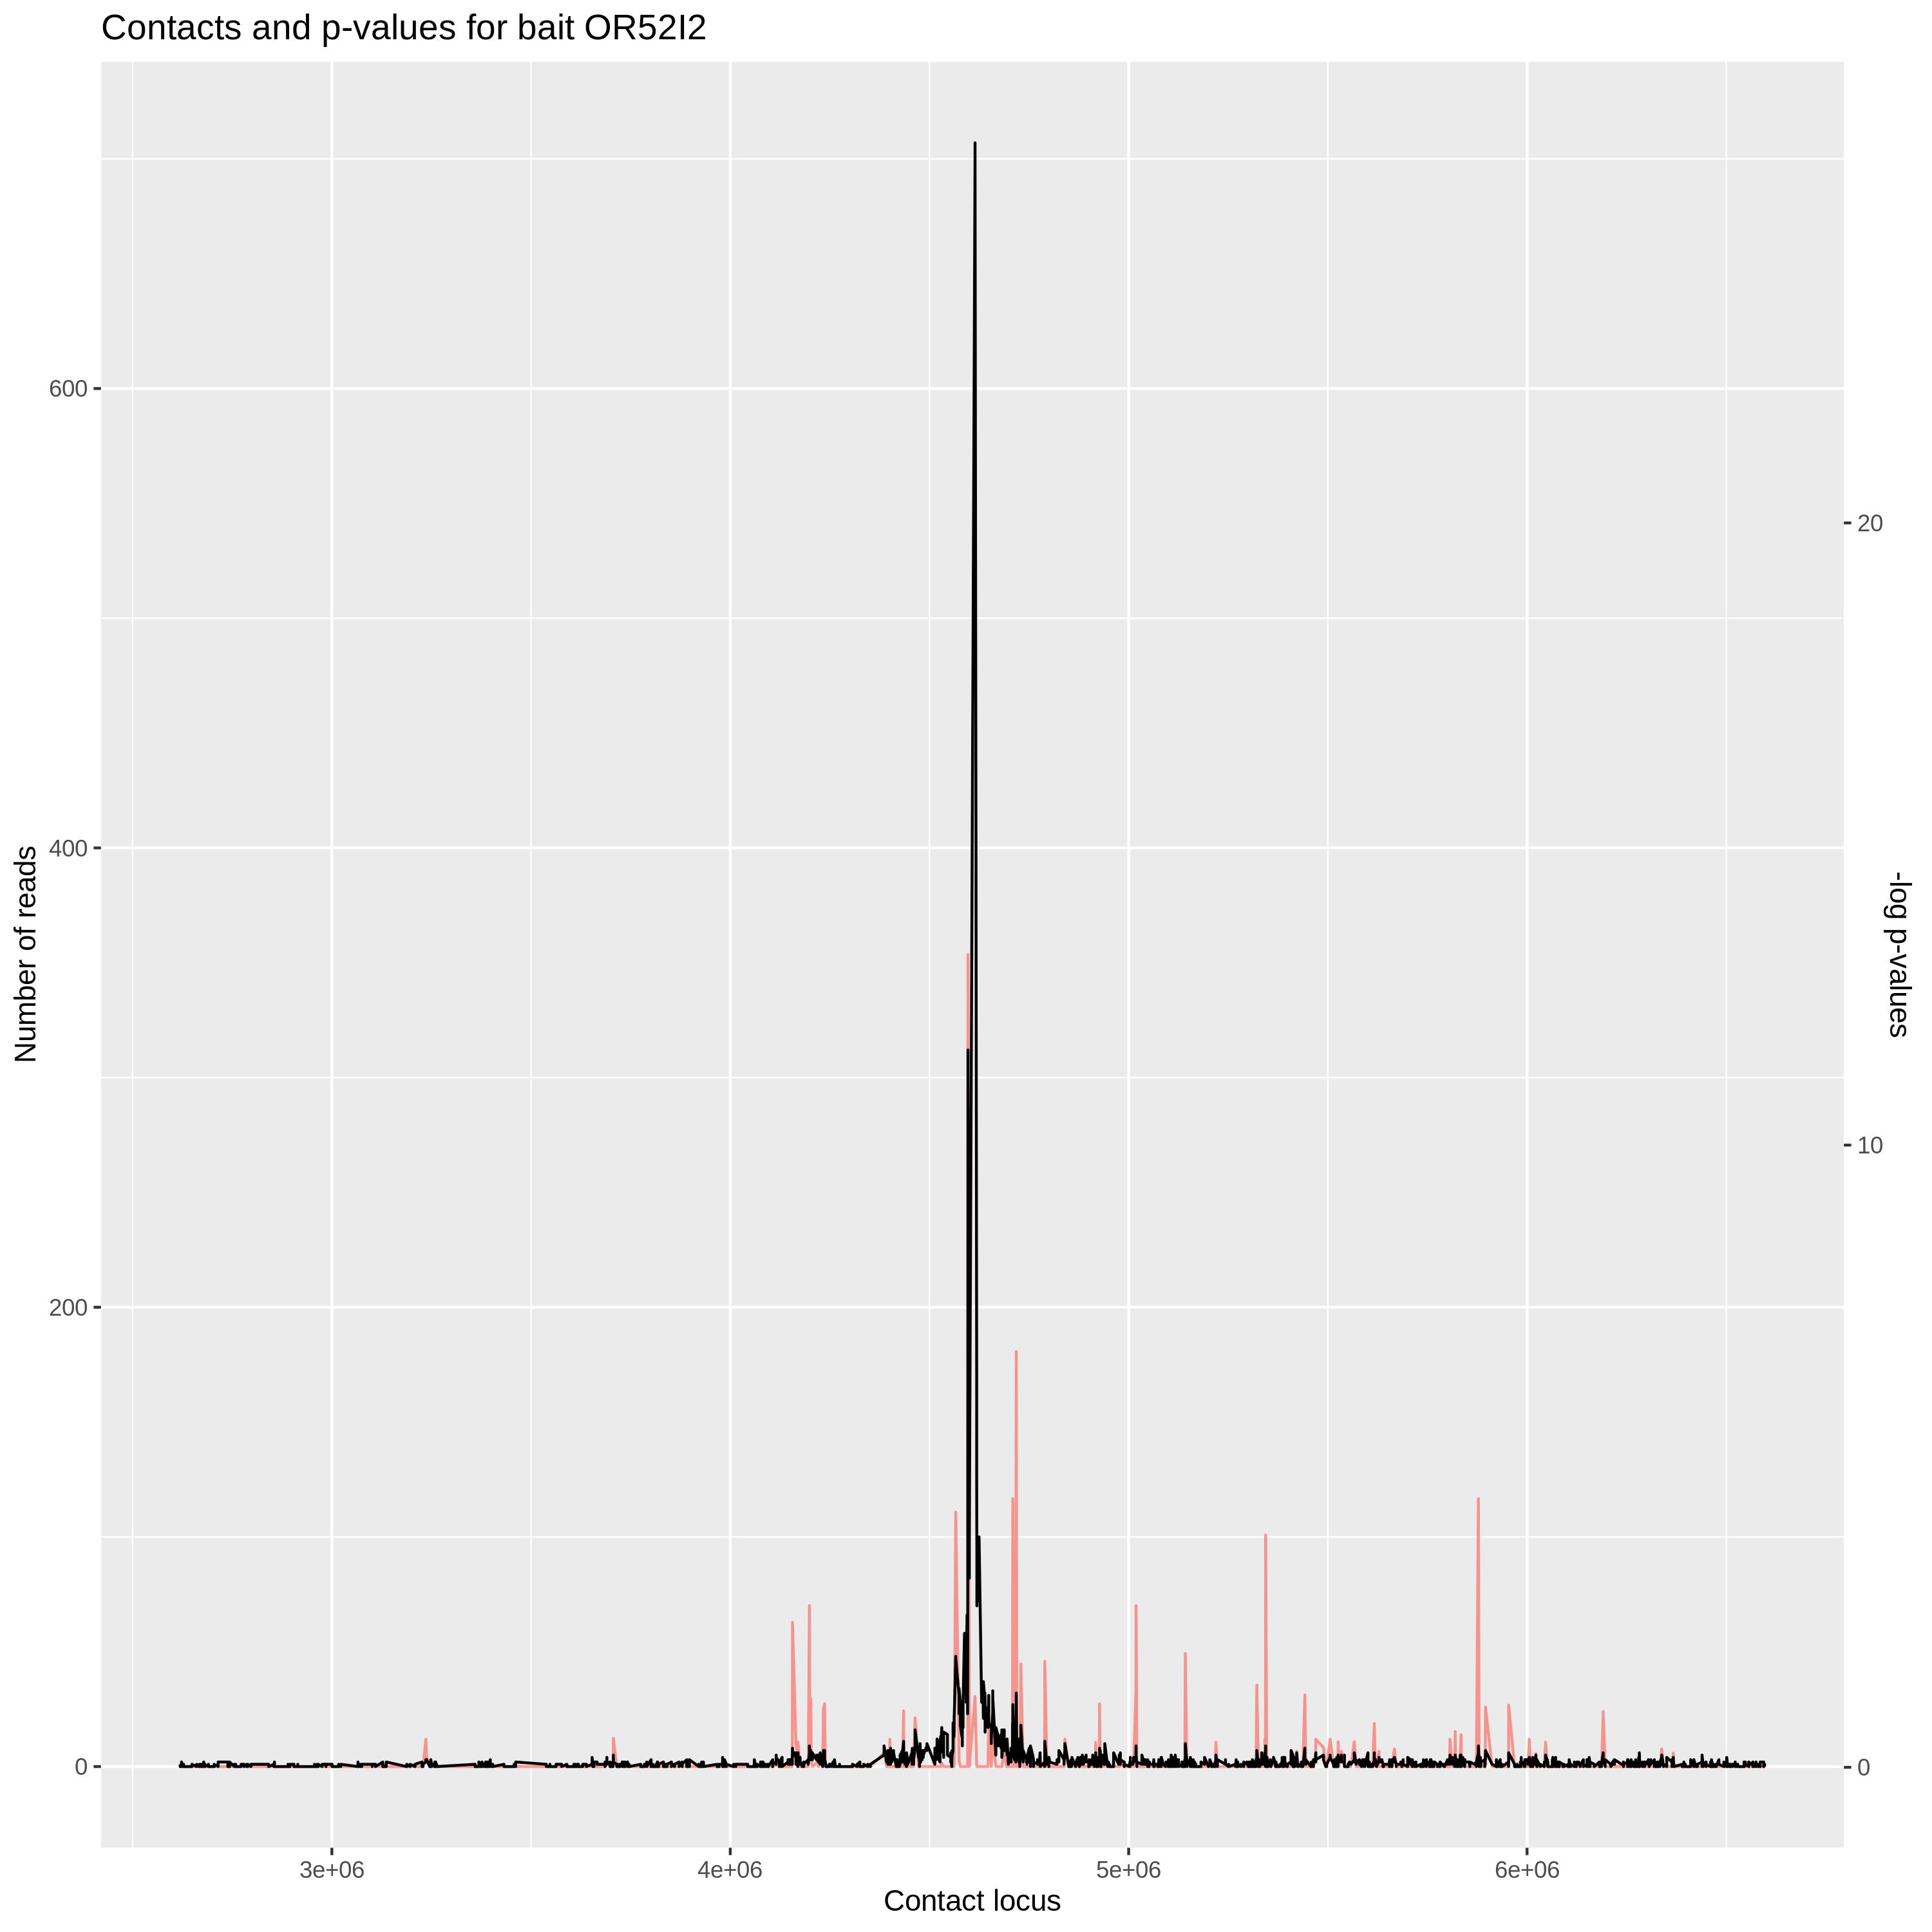 Contacts and p-values for bait OR52I2
600
400
200
0
Number of reads
20
10
0
-log p-values
3e+06
4e+06
5e+06
6e+06
Contact locus